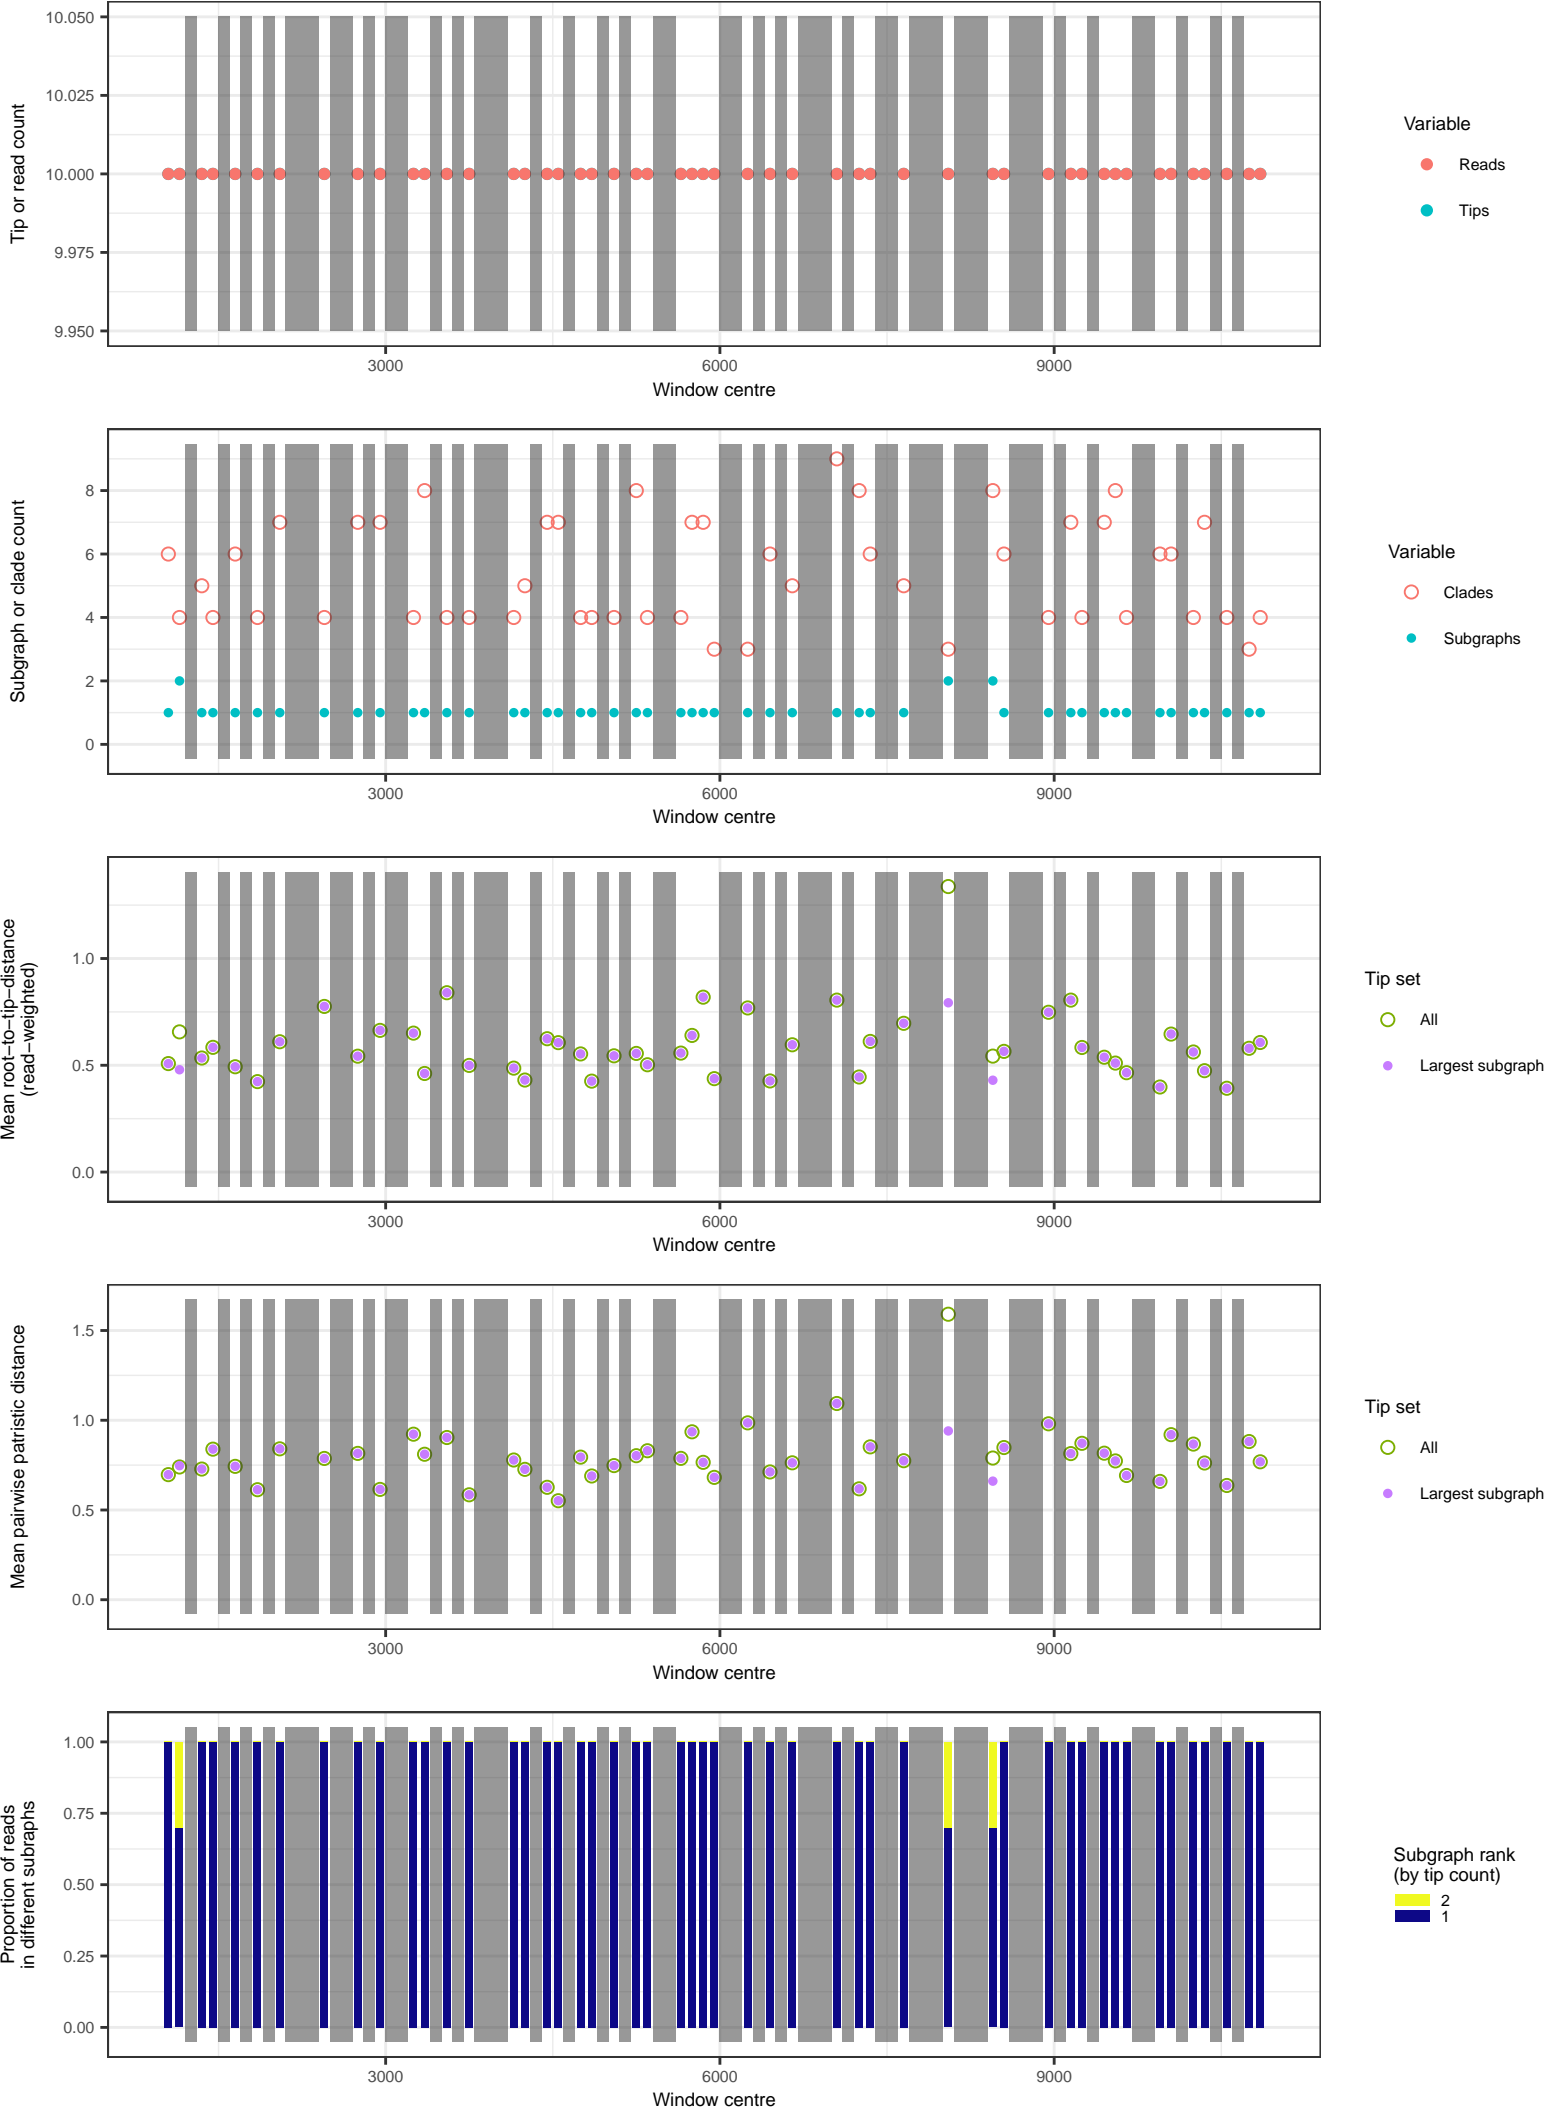 10.050
10.025
10.000
9.975
9.950
Tip or read count
3000
6000
9000
Window centre
Variable
Reads
Tips
8
6
4
2
0
Subgraph or clade count
3000
6000
9000
Window centre
Variable
Clades
Subgraphs
1.0
0.5
0.0
Mean root−to−tip−distance
(read−weighted)
3000
6000
9000
Window centre
Tip set
All
Largest subgraph
1.5
1.0
0.5
0.0
Mean pairwise patristic distance
3000
6000
9000
Window centre
Tip set
All
Largest subgraph
1.00
0.75
0.50
0.25
0.00
Proportion of reads
in different subraphs
3000
6000
9000
Window centre
Subgraph rank
(by tip count)
2
1